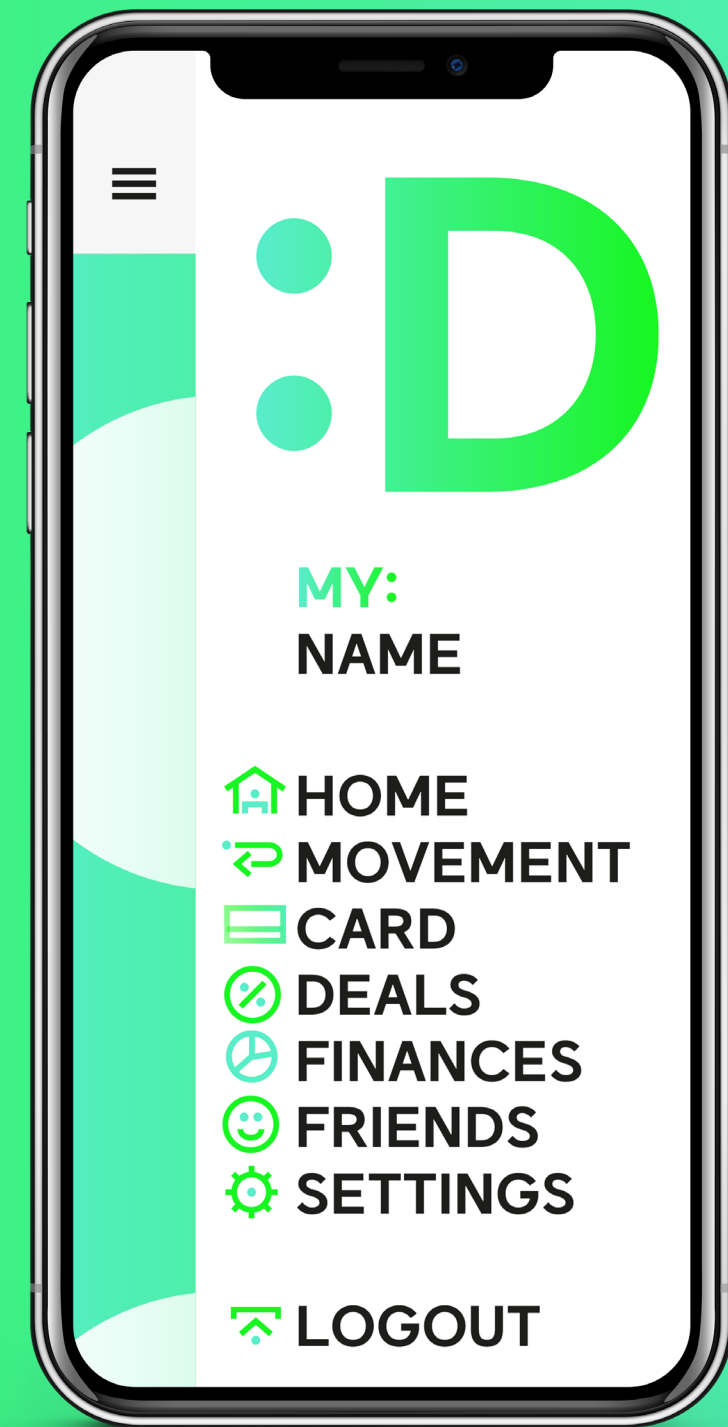 :D
MY:
NAME
HOME
MOVEMENT
CARD
DEALS
FINANCES
FRIENDS
SETTINGS
LOGOUT